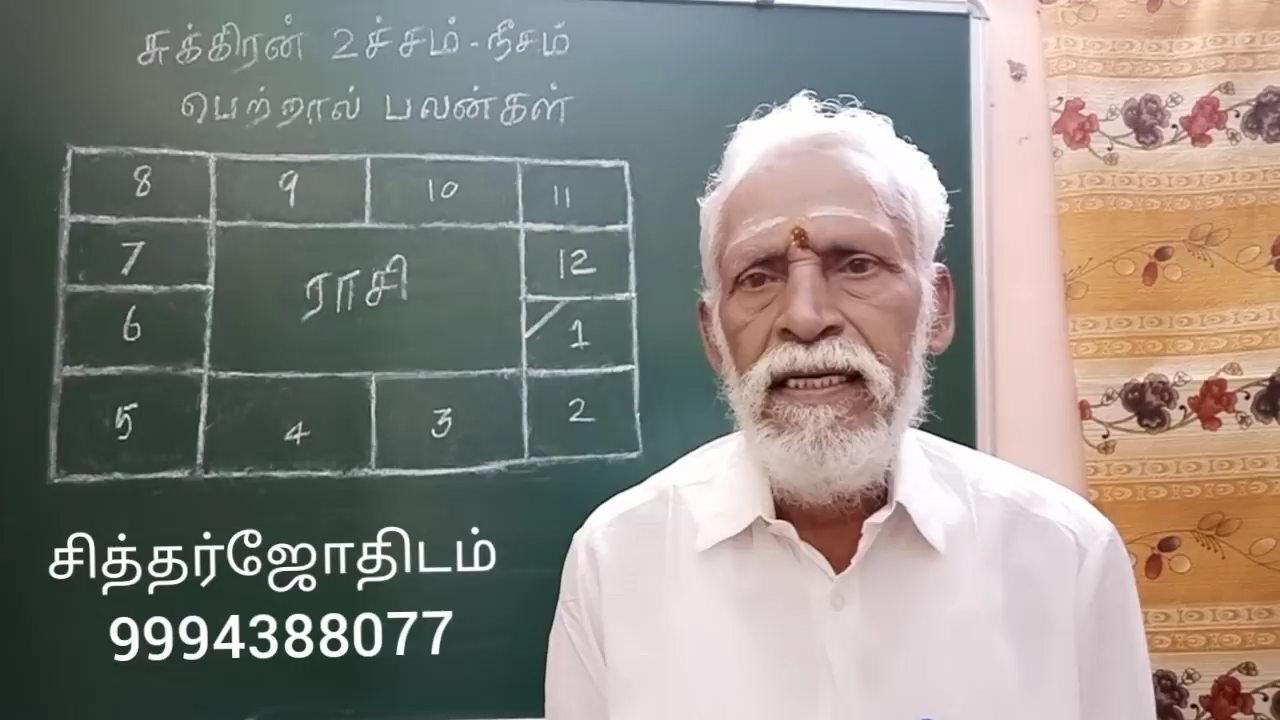 சுக்கிரன் உச்சம் - நீசம்
பெற்றால் பலன்கள்
8 9 10 11
7 ராசி 12
6 1
5 4 3 2
சித்தர்ஜோதிடம்
9994388077